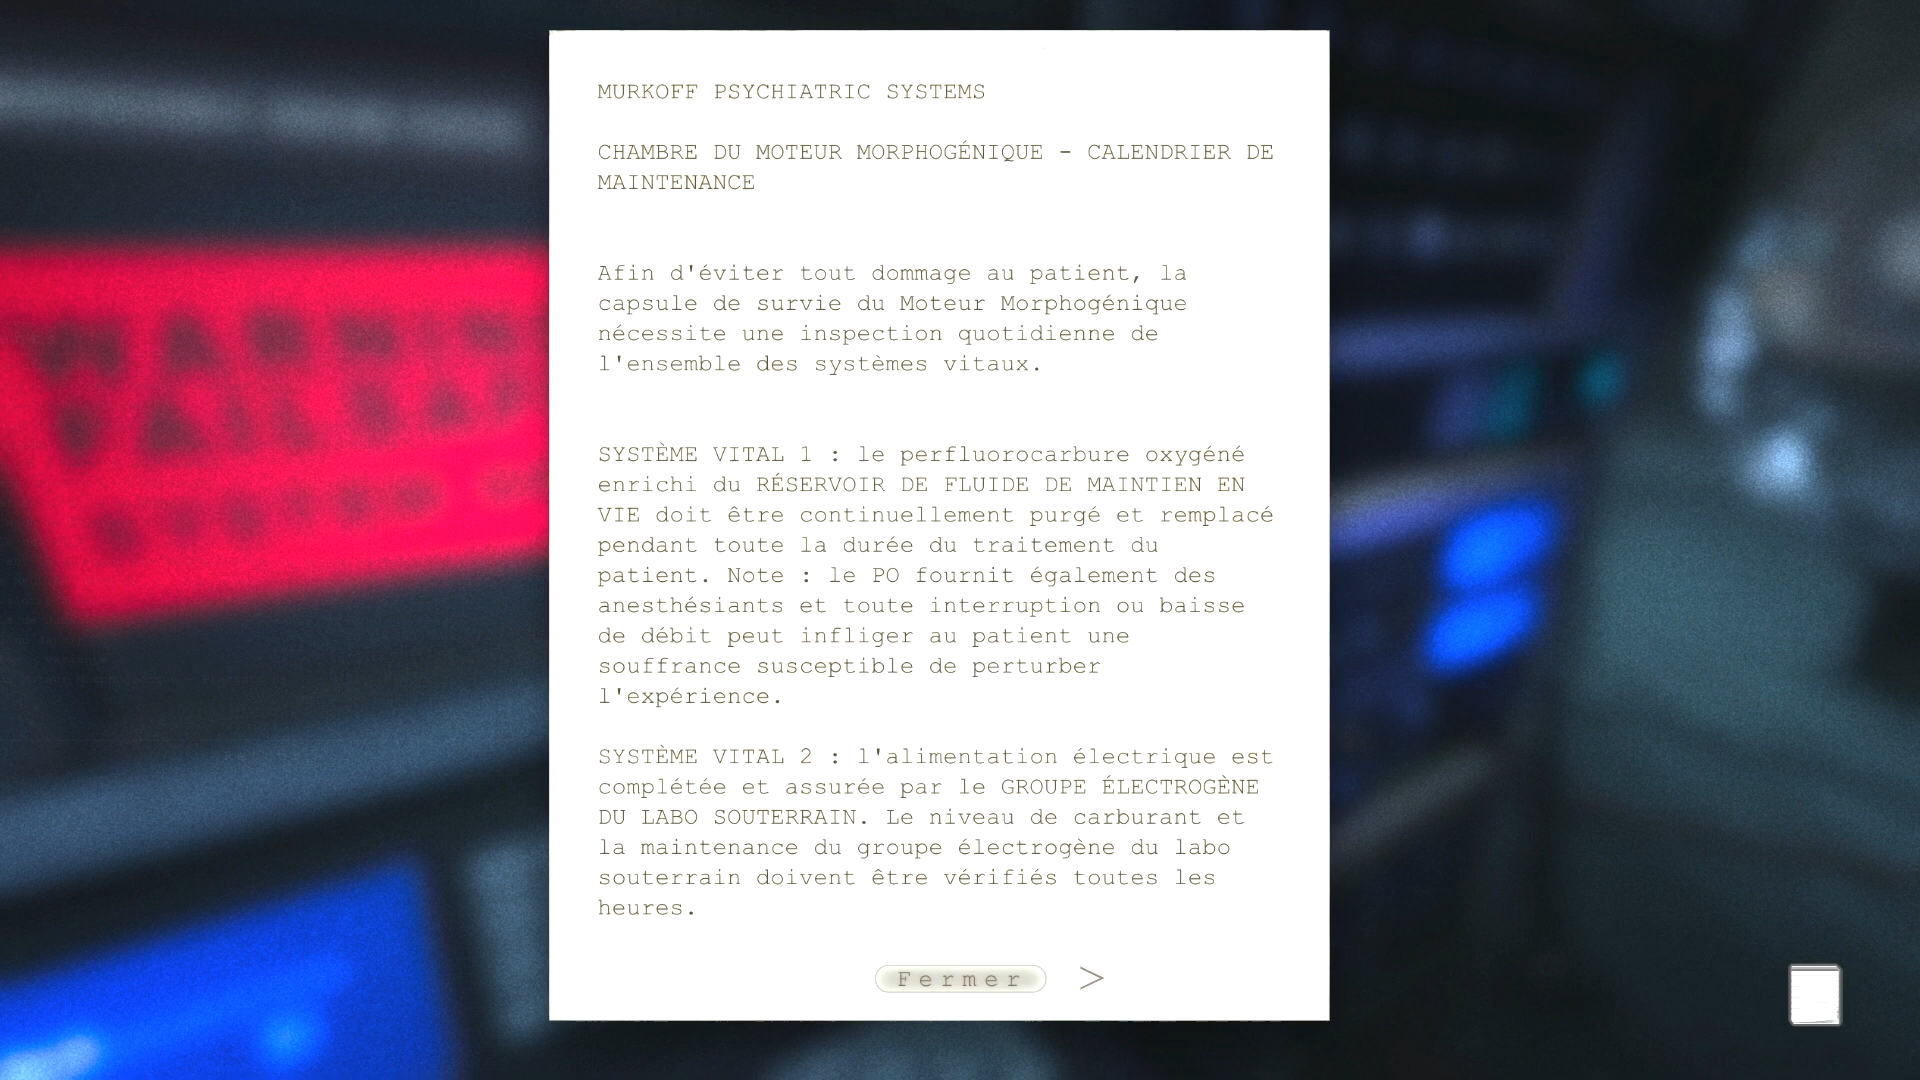 MURKOFF PSYCHIATRIC SYSTEMS
CHAMBRE DU MOTEUR MORPHOGÉNIQUE - CALENDRIER DE
MAINTENANCE
Afin d'éviter tout dommage au patient, la
capsule de survie du Moteur Morphogénique
nécessite une inspection quotidienne de
l'ensemble des systèmes vitaux.
SYSTÈME VITAL 1 : le perfluorocarbure oxygéné
enrichi du RÉSERVOIR DE FLUIDE DE MAINTIEN EN
VIE doit être continuellement purgé et remplacé
pendant toute la durée du traitement du
patient. Note : le PO fournit également des
anesthésiants et toute interruption ou baisse
de débit peut infliger au patient une
souffrance susceptible de perturber
l'expérience.
SYSTÈME VITAL 2 : l'alimentation électrique est
complétée et assurée par le GROUPE ÉLECTROGÈNE
DU LABO SOUTERRAIN. Le niveau de carburant et
la maintenance du groupe électrogène du labo
souterrain doivent être vérifiés toutes les
heures.
Fermer >